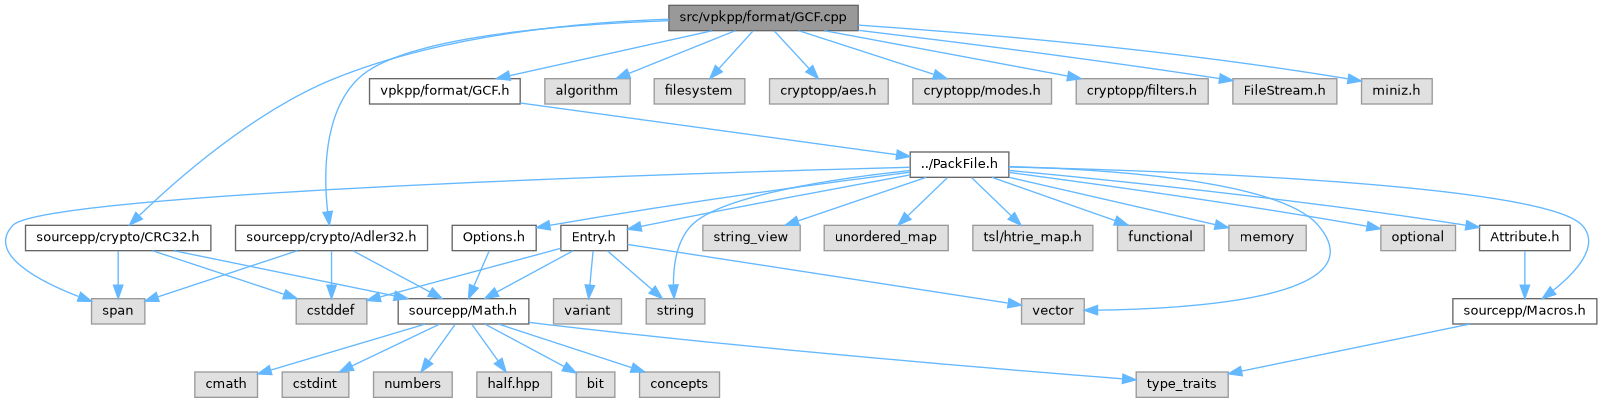 src/vpkpp/format/GCF.cpp
vpkpp/format/GCF.h
algorithm
filesystem
cryptopp/aes.h
cryptopp/modes.h
cryptopp/filters.h
FileStream.h
miniz.h
../PackFile.h
sourcepp/crypto/CRC32.h
sourcepp/crypto/Adler32.h
Options.h
Entry.h
string_view
unordered_map
tsl/htrie_map.h
functional
memory
optional
Attribute.h
span
cstddef
sourcepp/Math.h
variant
string
vector
sourcepp/Macros.h
cmath
cstdint
numbers
half.hpp
bit
concepts
type_traits